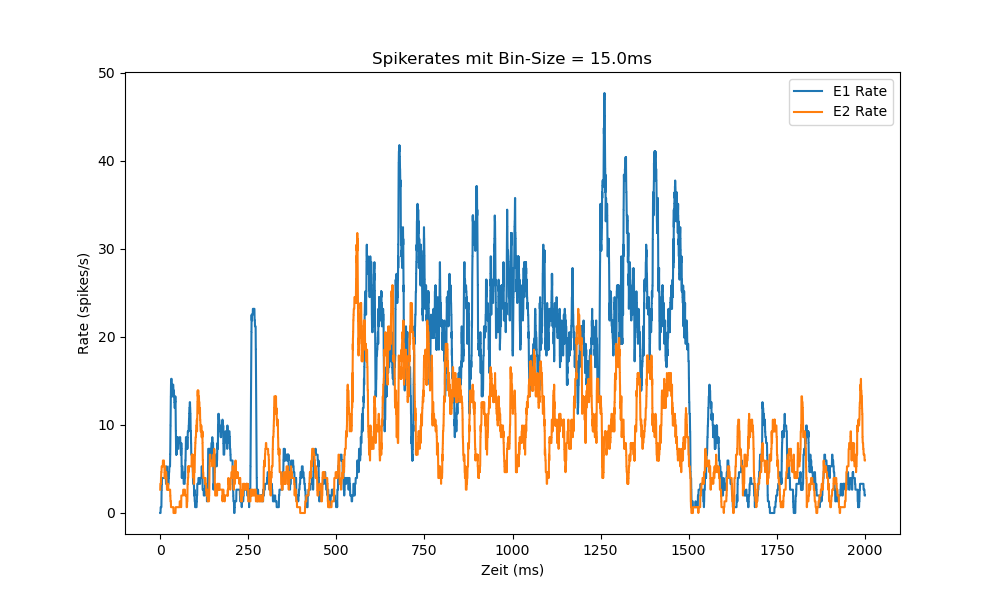 Spikerates mit Bin-Size = 15.0ms
E1 Rate
E2 Rate
Rate (spikes/s)
50
40
30
20
10
0
0 250 500 750 1000 1250 1500 1750 2000
Zeit (ms)